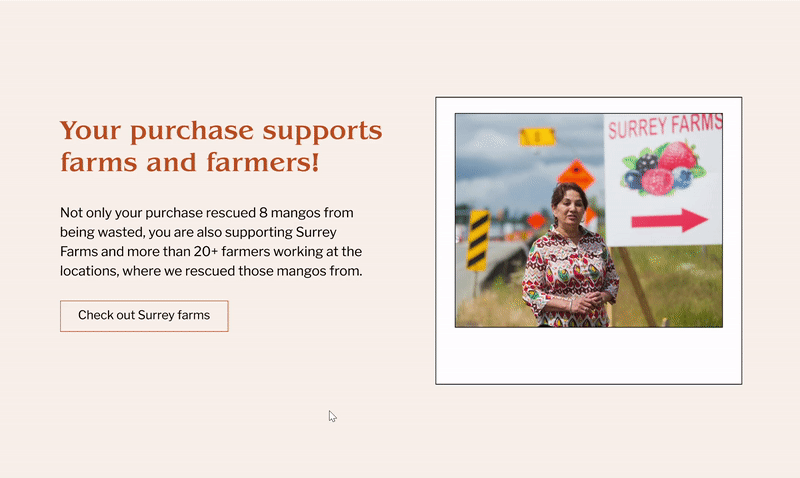 Your purchase supports
farms and farmers!
Not only your purchase rescued 8 mangos from
being wasted, you are also supporting Surrey
Farms and more than 20+ farmers working at the
locations, where we rescued those mangos from.
Check out Surrey farms
SURREY FARMS